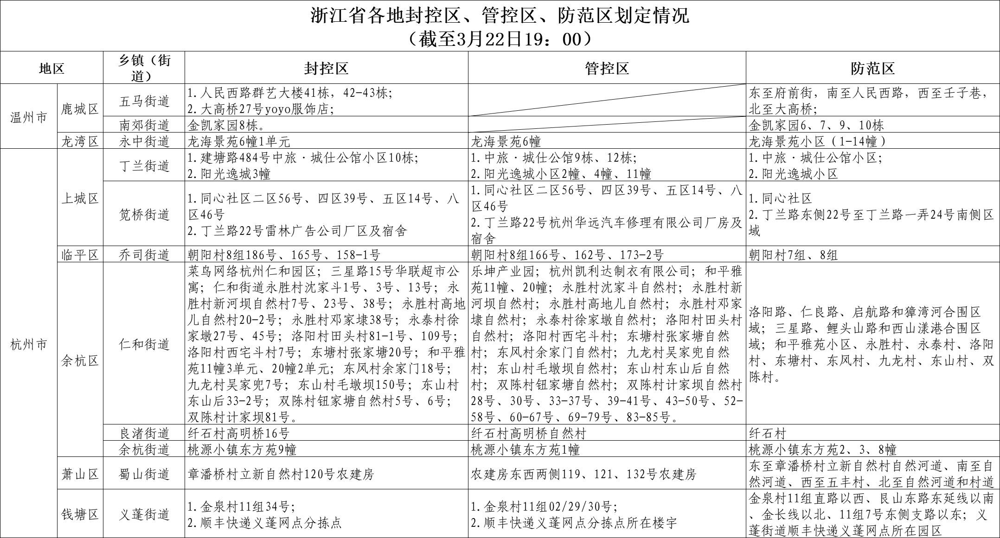 浙江省各地封控区、管控区、防范区划定情况
（截至3月22日19：00）
地区
乡镇（街
道）
封控区
管控区
防范区
温州市
鹿城区
五马街道
1.人民西路群艺大楼41栋，42-43栋；
2.大高桥27号yoyo服饰店；
东至府前街，南至人民西路，西至壬子巷，
北至大高桥；
南郊街道
金凯家园8栋。
金凯家园6、7、9、10栋
龙湾区
永中街道
龙海景苑6幢1单元
龙海景苑6幢
龙海景苑小区（1-14幢）
杭州市
上城区
丁兰街道
1.建塘路484号中旅·城仕公馆小区10栋；
2.阳光逸城3幢
1.中旅·城仕公馆9栋、12栋；
2.阳光逸城小区2幢、4幢、11幢
1.中旅·城仕公馆小区；
2.阳光逸城小区
笕桥街道
1.同心社区二区56号、四区39号、五区14号、八
区46号
2.丁兰路22号雷林广告公司厂区及宿舍
1.同心社区二区56号、四区39号、五区14号、八
区46号
2.丁兰路22号杭州华远汽车修理有限公司厂房及
宿舍
1.同心社区
2.丁兰路东侧22号至丁兰路一弄24号南侧区
域
临平区
乔司街道
朝阳村8组186号、165号、158-1号
朝阳村8组166号、162号、173-2号
朝阳村7组、8组
余杭区
仁和街道
菜鸟网络杭州仁和园区；三星路15号华联超市公
寓；仁和街道永胜村沈家斗1号、3号、13号；永
胜村新河坝自然村7号、23号、38号；永胜村高地
儿自然村20-2号；永胜村邓家埭38号；永泰村徐
家墩27号、45号；洛阳村田头村81-1号、109号；
洛阳村西宅斗村7号；东塘村张家塘20号；和平雅
苑11幢3单元、20幢2单元；东风村余家门18号；
九龙村吴家兜7号；东山村毛墩坝150号；东山村
东山后33-2号；双陈村钮家塘自然村5号、6号；
双陈村计家坝81号。
乐坤产业园；杭州凯利达制衣有限公司；和平雅
苑11幢、20幢；永胜村沈家斗自然村；永胜村新
河坝自然村；永胜村高地儿自然村；永胜村邓家
埭自然村；永泰村徐家墩自然村；洛阳村田头村
自然村；洛阳村西宅斗村；东塘村张家塘自然
村；东风村余家门自然村；九龙村吴家兜自然
村；东山村毛墩坝自然村；东山村东山后自然
村；双陈村钮家塘自然村；双陈村计家坝自然村
28号、30号、33-37号、39-41号、43-50号、52-
58号、60-67号、69-79号、83-85号。
洛阳路、仁良路、启航路和獐湾河合围区
域；三星路、鲤头山路和西山漾港合围区
域；和平雅苑小区、永胜村、永泰村、洛阳
村、东塘村、东风村、九龙村、东山村、双
陈村。
良渚街道
纤石村高明桥16号
纤石村高明桥自然村
纤石村
余杭街道
桃源小镇东方苑9幢
桃源小镇东方苑1幢
桃源小镇东方苑2、3、8幢
萧山区
蜀山街道
章潘桥村立新自然村120号农建房
农建房东西两侧119、121、132号农建房
东至章潘桥村立新自然村自然河道、南至自
然河道、西至五丰村、北至自然河道和村道
钱塘区
义蓬街道
1.金泉村11组34号；
2.顺丰快递义蓬网点分拣点
1.金泉村11组02/29/30号；
2.顺丰快递义蓬网点分拣点所在楼宇
金泉村11组直路以西、艮山东路东延线以南
、金长线以北、11组7号东侧支路以东；义
蓬街道顺丰快递义蓬网点所在园区